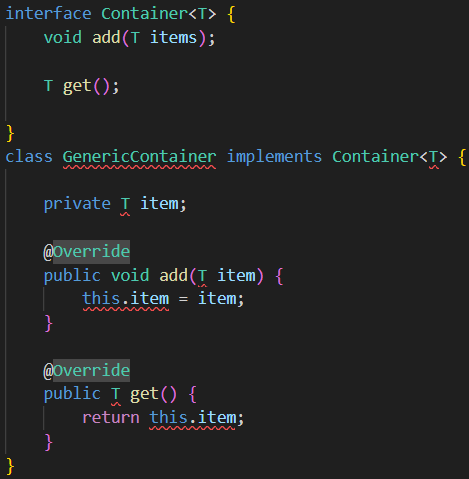 interface Container<T> {
void add(T items);
T get();
}
class GenericContainer implements Container<T> {
private T item;
@Override
public void add(T item) {
this.item = item;
}
@Override
public T get() {
return this.item;
}
}